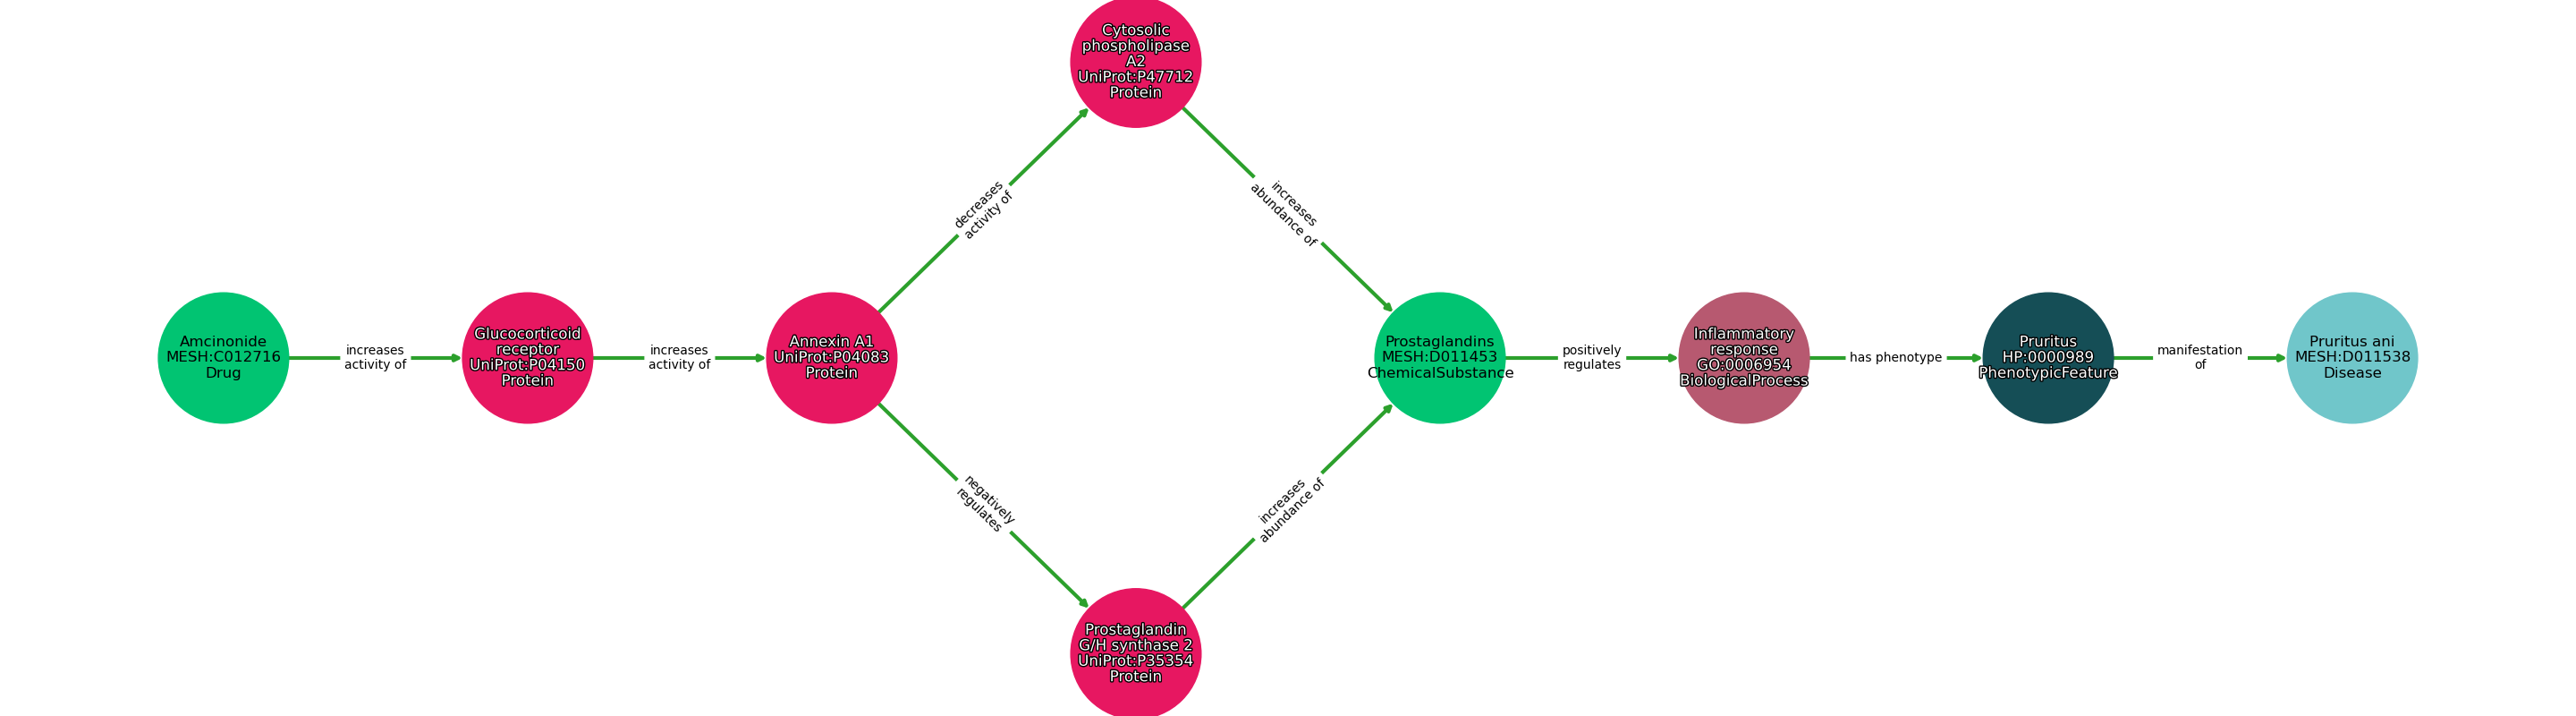 Amcinonide
MESH:C012716
Drug
increases
activity of
Glucocorticoid
receptor
UniProt:P04150
Protein
increases
activity of
Annexin A1
UniProt:P04083
Protein
decreases
activity of
Cytosolic
phospholipase
A2
UniProt:P47712
Protein
increases
abundance of
negatively
regulates
Prostaglandin
G/H synthase 2
UniProt:P35354
Protein
increases
abundance of
Prostaglandins
MESH:D011453
ChemicalSubstance
positively
regulates
Inflammatory
response
GO:0006954
BiologicalProcess
has phenotype
Pruritus
HP:0000989
PhenotypicFeature
manifestation
of
Pruritus ani
MESH:D011538
Disease